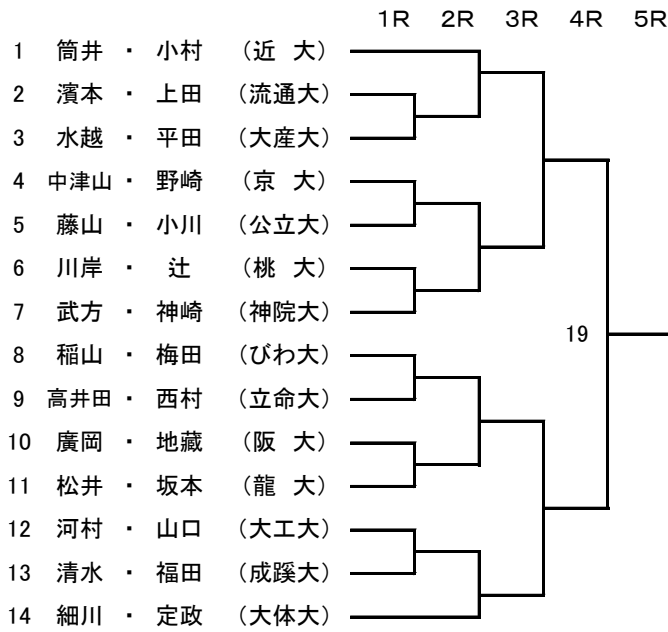 1R 2R 3R 4R 5R
1 筒井 ・ 小村 (近 大)
2 濱本 ・ 上田 (流通大)
3 水越 ・ 平田 (大産大)
4 中津山 ・ 野崎 (京 大)
5 藤山 ・ 小川 (公立大)
6 川岸 ・ 辻 (桃 大)
7 武方 ・ 神崎 (神院大)
19
8 稲山 ・ 梅田 (びわ大)
9 高井田 ・ 西村 (立命大)
10 廣岡 ・ 地藏 (阪 大)
11 松井 ・ 坂本 (龍 大)
12 河村 ・ 山口 (大工大)
13 清水 ・ 福田 (成蹊大)
14 細川 ・ 定政 (大体大)